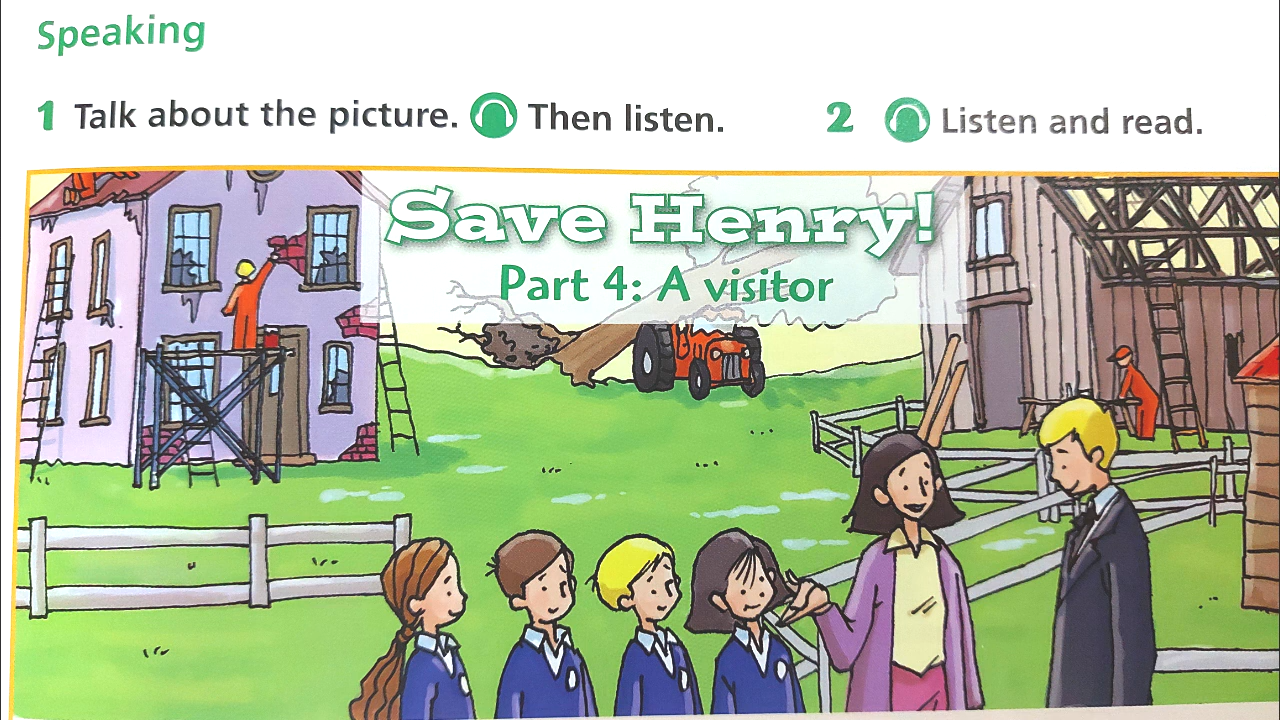 Speaking
1 Talk about the picture. Then listen.
2 Listen and read.
Save Henry!
Part 4: A visitor